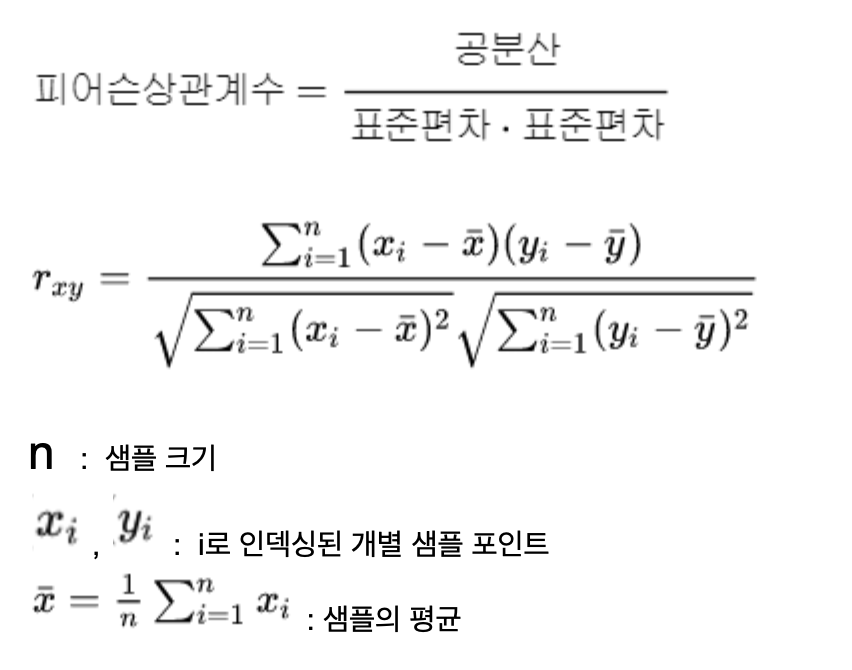 피어슨상관계수 = 공분산 / 표준편차 · 표준편차
r_{xy} = \frac{\sum_{i=1}^{n}(x_i - \bar{x})(y_i - \bar{y})}{\sqrt{\sum_{i=1}^{n}(x_i - \bar{x})^2}\sqrt{\sum_{i=1}^{n}(y_i - \bar{y})^2}}
n : 샘플 크기
x_i , y_i : i로 인덱싱된 개별 샘플 포인트
\bar{x} = \frac{1}{n} \sum_{i=1}^{n} x_i : 샘플의 평균